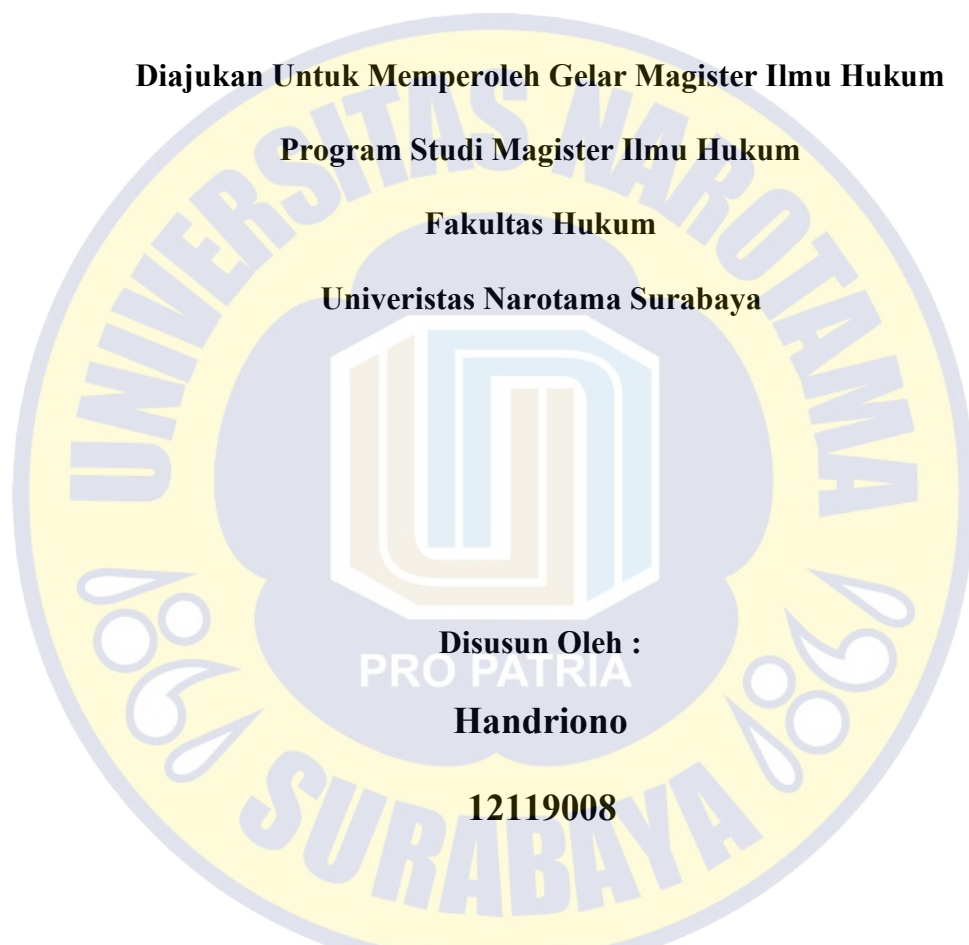 Diajukan Untuk Memperoleh Gelar Magister Ilmu Hukum
Program Studi Magister Ilmu Hukum
Fakultas Hukum
Univeristas Narotama Surabaya
UNIVERSITAS NAROTAMA
Disusun Oleh :
PRO PATRIA
Handriono
12119008
SURABAYA